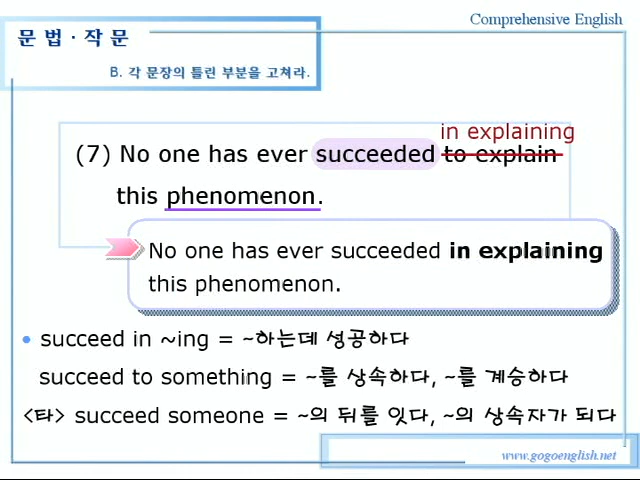 Comprehensive English
문 법 · 작 문
B. 각 문장의 틀린 부분을 고쳐라.
in explaining
(7) No one has ever succeeded to explain
this phenomenon.
No one has ever succeeded in explaining
this phenomenon.
• succeed in ~ing = ~하는데 성공하다
succeed to something = ~를 상속하다, ~를 계승하다
<타> succeed someone = ~의 뒤를 잇다, ~의 상속자가 되다
www.gogoenglish.net